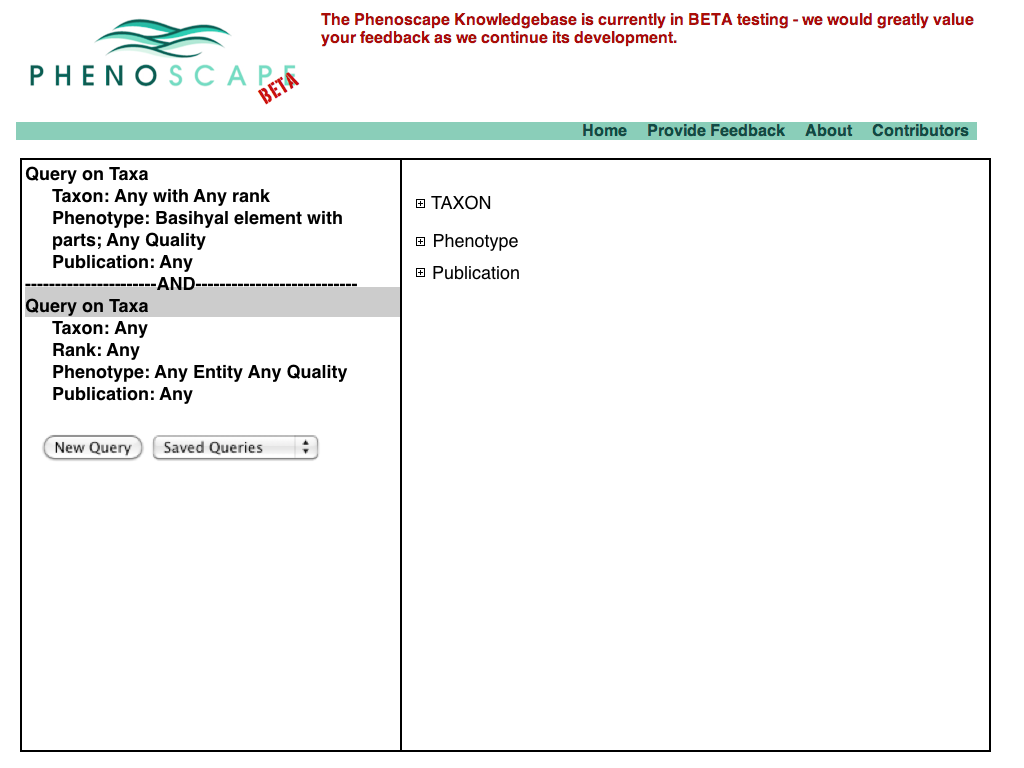 The Phenoscape Knowledgebase is currently in BETA testing - we would greatly value
your feedback as we continue its development.
PHENOSCAPE
BETA
Home Provide Feedback About Contributors
Query on Taxa
Taxon: Any with Any rank
Phenotype: Basihyal element with
parts; Any Quality
Publication: Any
----------------------AND---------------------------
Query on Taxa
Taxon: Any
Rank: Any
Phenotype: Any Entity Any Quality
Publication: Any
New Query Saved Queries
TAXON
Phenotype
Publication